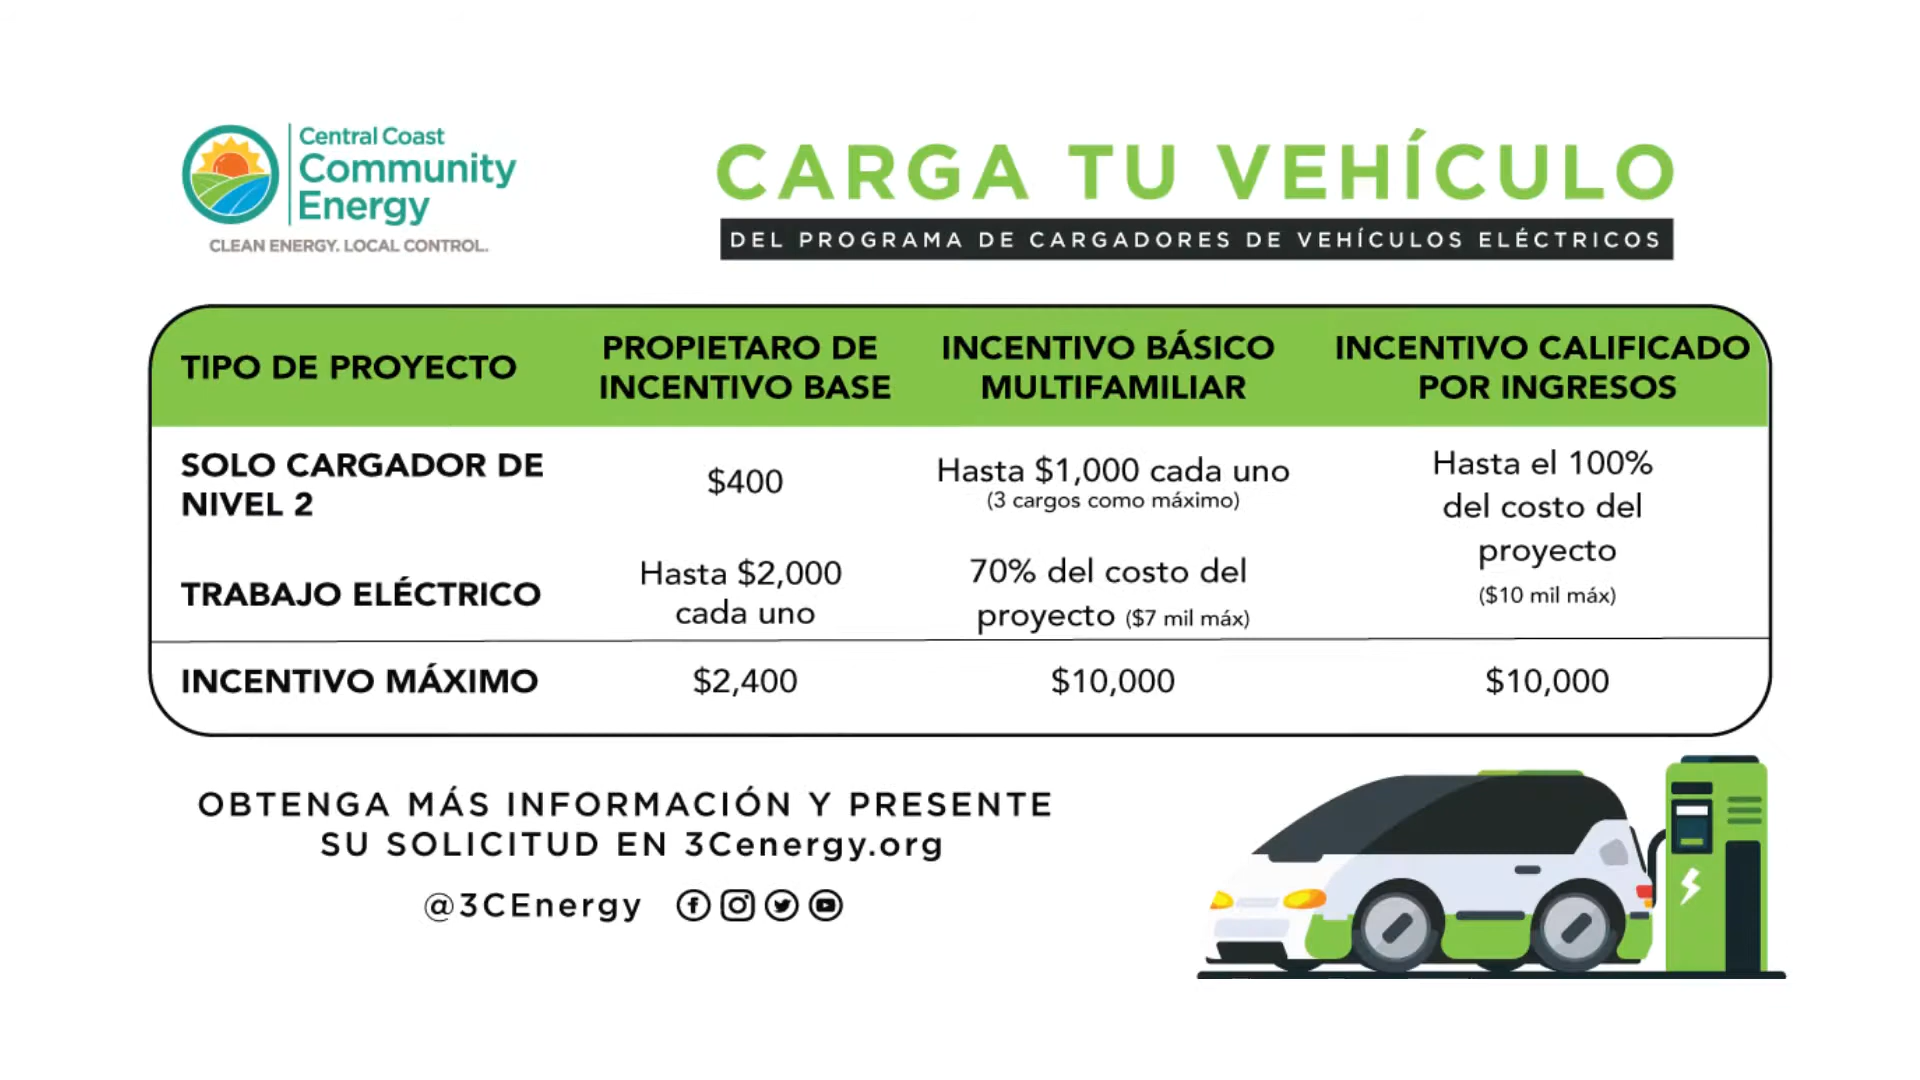 Central Coast
Community
Energy
CLEAN ENERGY. LOCAL CONTROL.
CARGA TU VEHÍCULO
DEL PROGRAMA DE CARGADORES DE VEHÍCULOS ELÉCTRICOS
TIPO DE PROYECTO
PROPIETARO DE
INCENTIVO BASE
INCENTIVO BÁSICO
MULTIFAMILIAR
INCENTIVO CALIFICADO
POR INGRESOS
SOLO CARGADOR DE
NIVEL 2
$400
Hasta $1,000 cada uno
(3 cargos como máximo)
Hasta el 100%
del costo del
proyecto
($10 mil máx)
TRABAJO ELÉCTRICO
Hasta $2,000
cada uno
70% del costo del
proyecto ($7 mil máx)
INCENTIVO MÁXIMO
$2,400
$10,000
$10,000
OBTENGA MÁS INFORMACIÓN Y PRESENTE
SU SOLICITUD EN 3Cenergy.org
@3CEnergy